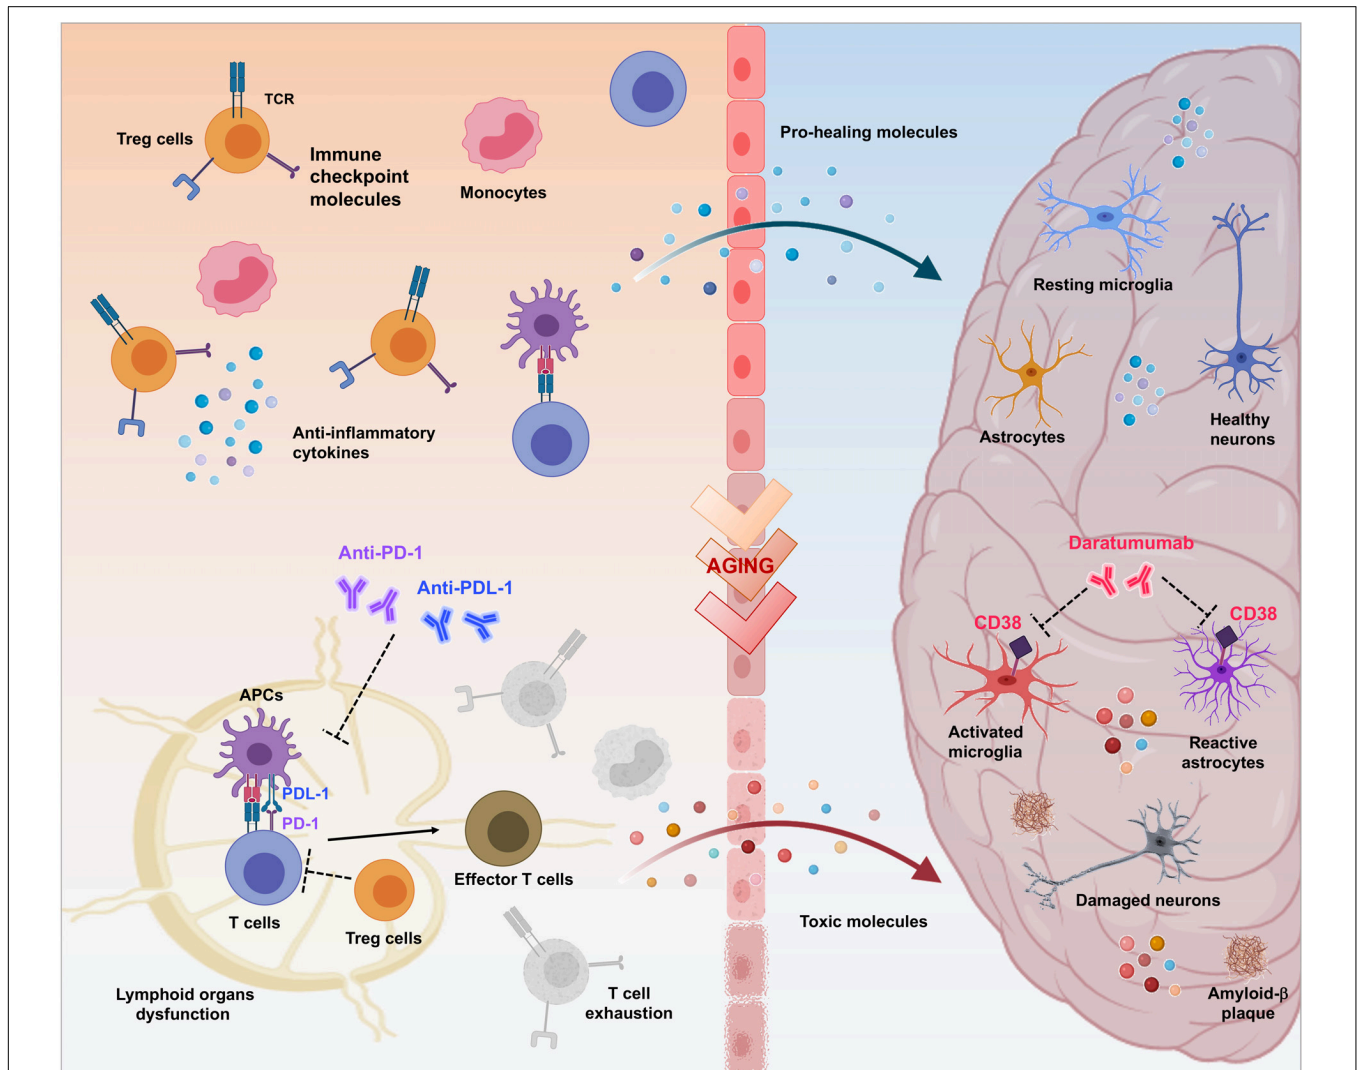 TCR
Treg cells
Immune
checkpoint
molecules
Monocytes
Pro-healing molecules
Resting microglia
Anti-inflammatory
cytokines
Astrocytes
Healthy
neurons
Anti-PD-1
Anti-PDL-1
AGING
Daratumumab
CD38
CD38
APCs
PDL-1
PD-1
Activated
microglia
Reactive
astrocytes
Effector T cells
T cells
Treg cells
Toxic molecules
Damaged neurons
Lymphoid organs
dysfunction
T cell
exhaustion
Amyloid-β
plaque